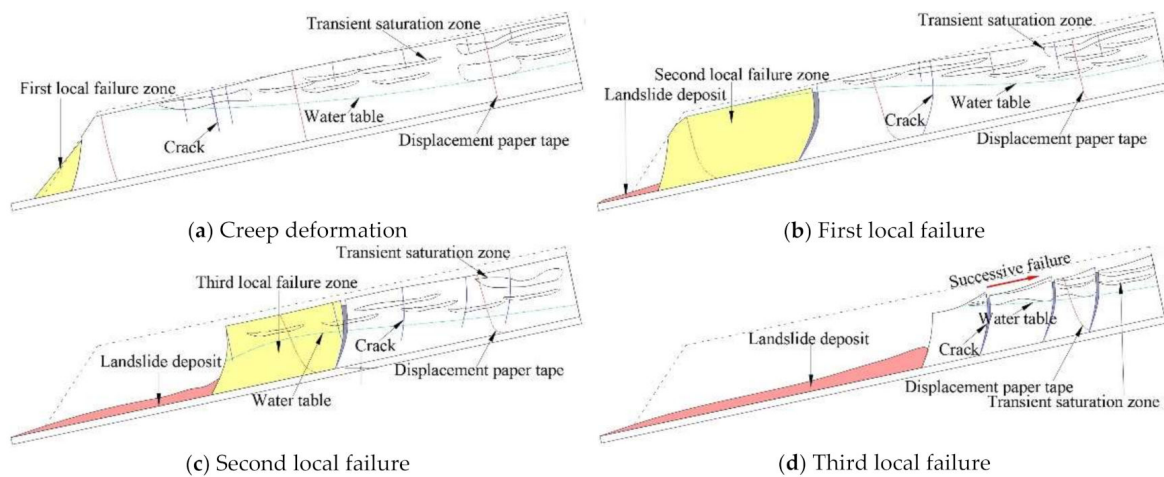 Transient saturation zone
First local failure zone
Water table
Crack
Displacement paper tape
(a) Creep deformation
Transient saturation zone
Second local failure zone
Landslide deposit
Water table
Crack
Displacement paper tape
(b) First local failure
Transient saturation zone
Third local failure zone
Landslide deposit
Crack
Displacement paper tape
Water table
(c) Second local failure
Successive failure
Water table
Landslide deposit
Crack
Displacement paper tape
Transient saturation zone
(d) Third local failure